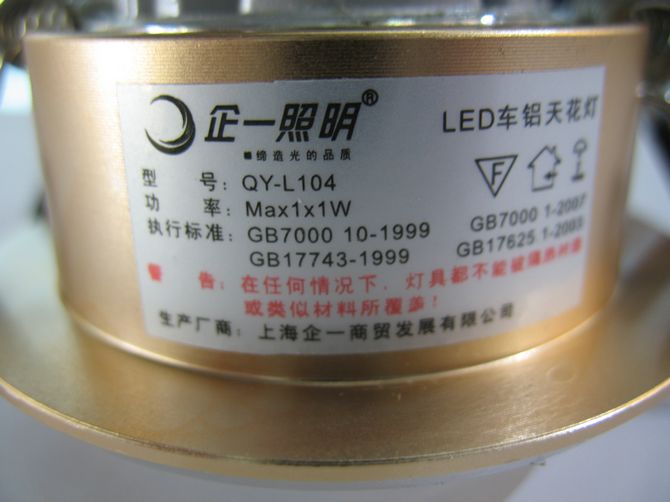 企一照明®
LED车铝天花灯
■缔造光的品质
F
型 号: QY-L104
功 率: Max1x1W
执行标准: GB7000 10-1999 GB7000 1-2007
GB17743-1999 GB17625 1-2003
警 告: 在任何情况下, 灯具都不能被隔热衬垫
或类似材料所覆盖!
生产厂商: 上海企一商贸发展有限公司